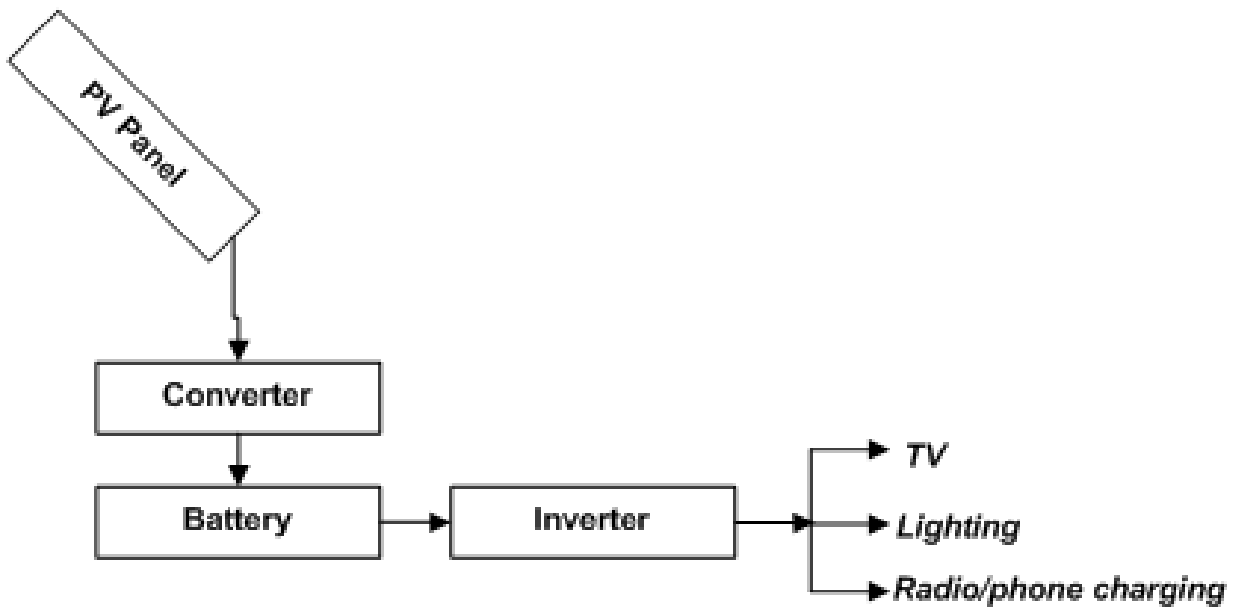 PV Panel
Converter
Battery
Inverter
TV
Lighting
Radio/phone charging